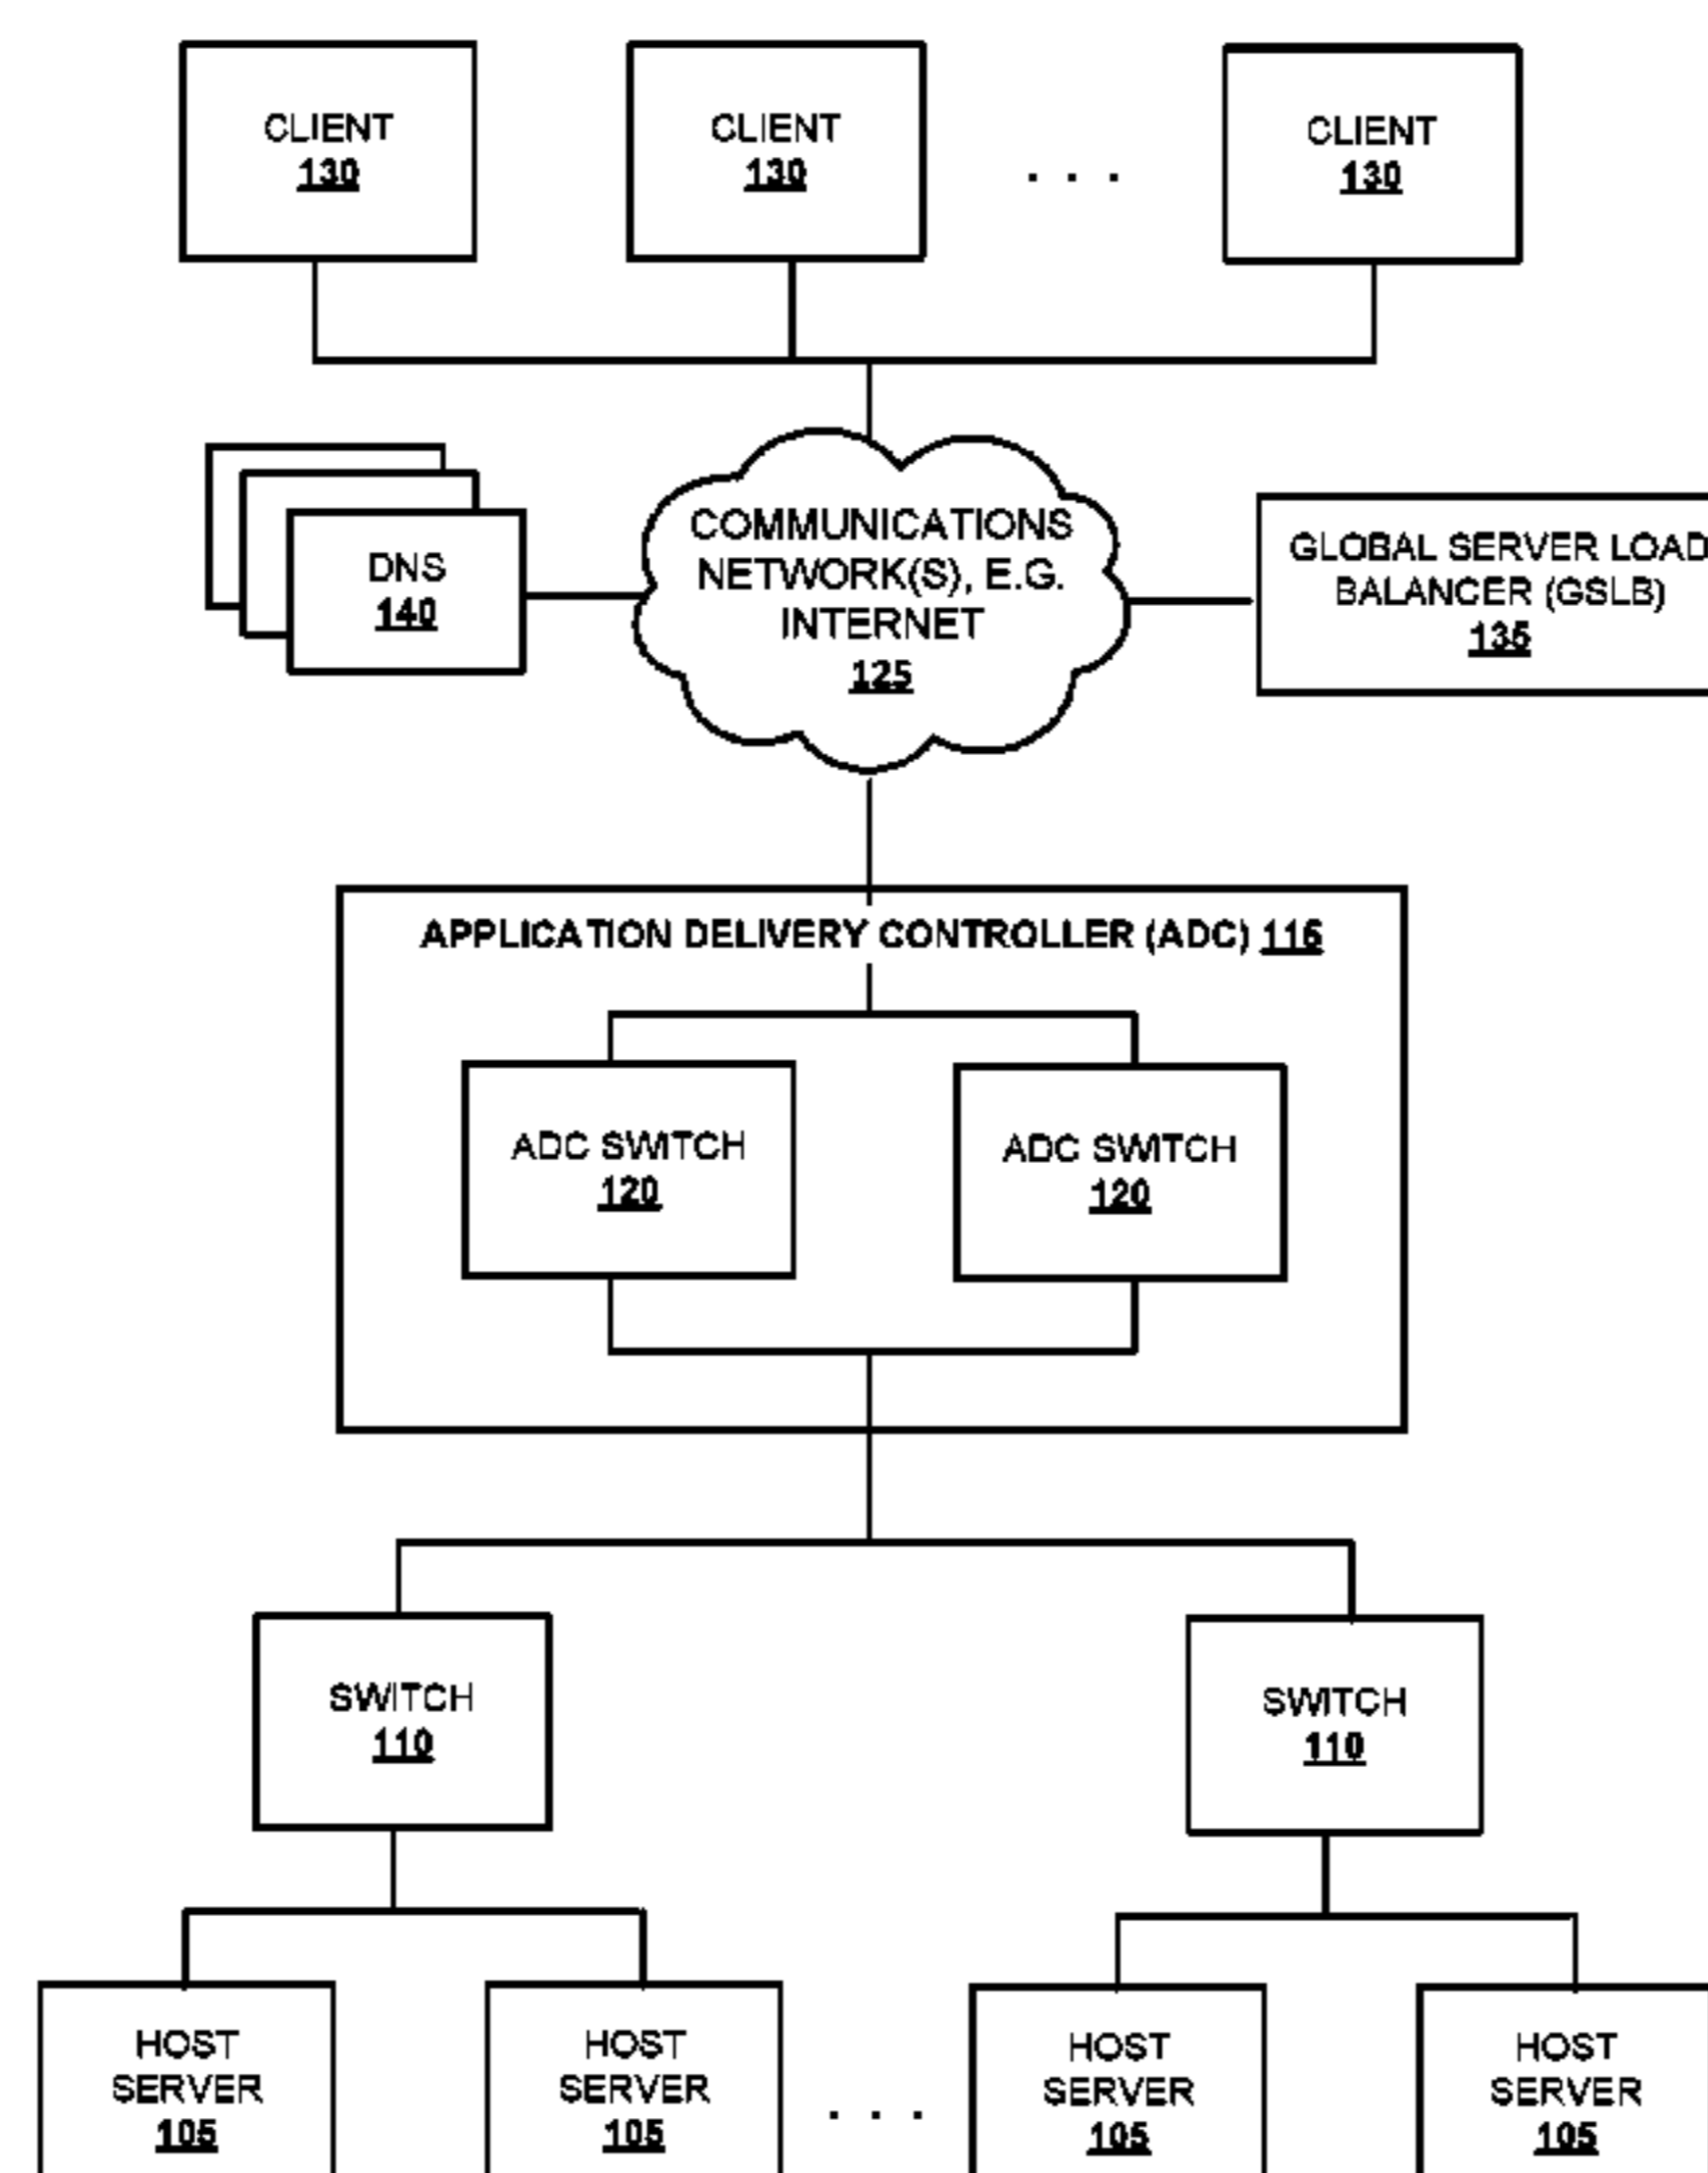 CLIENT
130
CLIENT
130
. . .
CLIENT
130
DNS
140
COMMUNICATIONS
NETWORK(S), E.G.
INTERNET
125
GLOBAL SERVER LOAD
BALANCER (GSLB)
135
APPLICATION DELIVERY CONTROLLER (ADC) 115
ADC SWITCH
120
ADC SWITCH
120
SWITCH
110
SWITCH
110
HOST
SERVER
105
HOST
SERVER
105
. . .
HOST
SERVER
105
HOST
SERVER
105